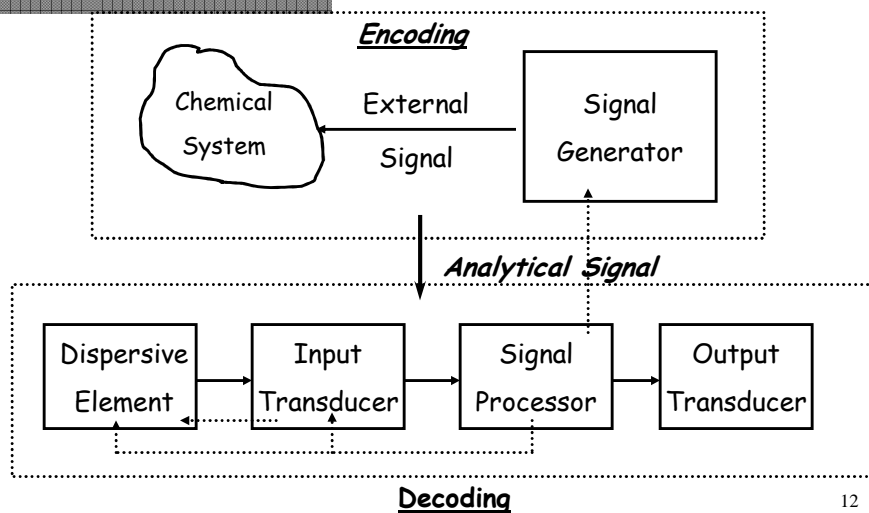 Encoding
Chemical
System
External
Signal
Signal
Generator
Analytical Signal
Dispersive
Element
Input
Transducer
Signal
Processor
Output
Transducer
Decoding
12